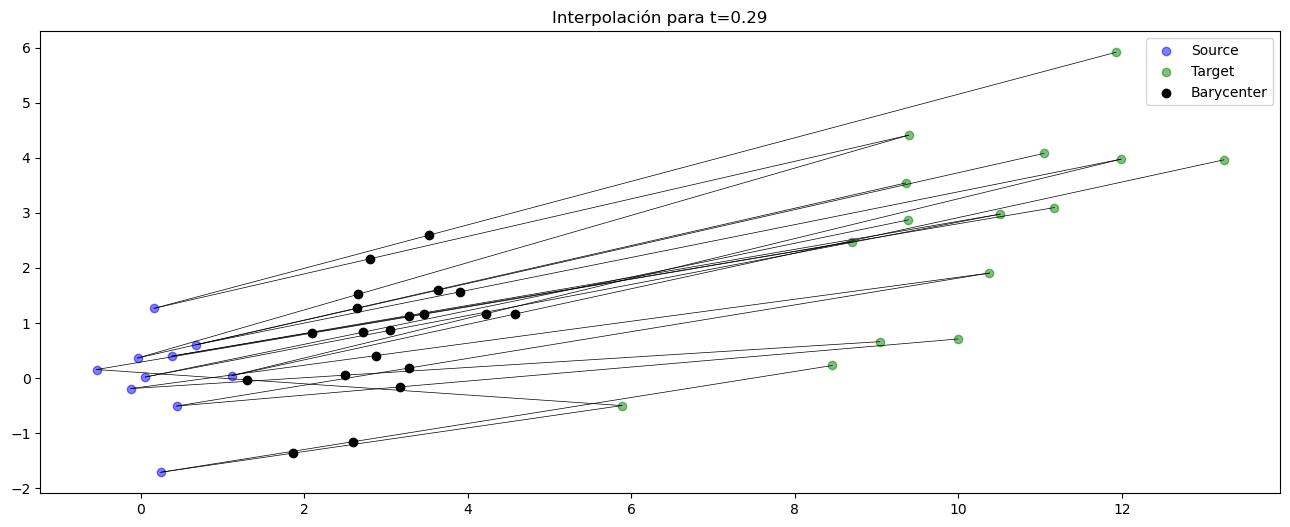 Interpolación para t=0.29
Source
Target
Barycenter
6
5
4
3
2
1
0
−1
−2
0 2 4 6 8 10 12